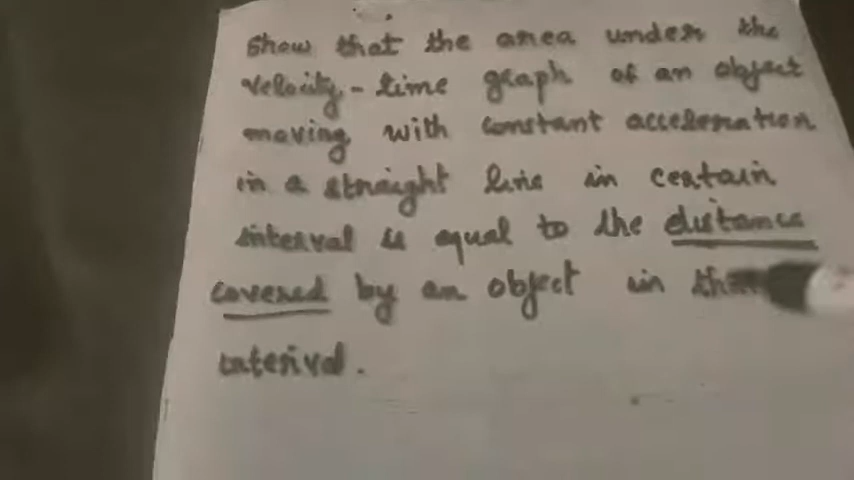 Show that the area under the
velocity - time graph of an object
moving with constant acceleration
in a straight line in certain
interval is equal to the distance
covered by an object in
interval.